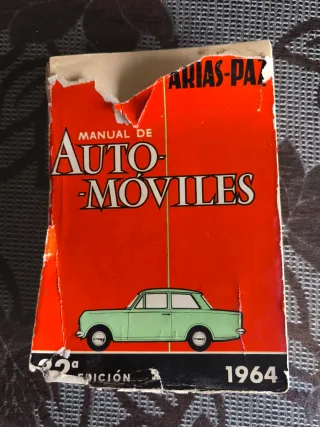 ARIAS-PAZ
MANUAL DE
AUTO-
-MÓVILES
EDICIÓN
1964